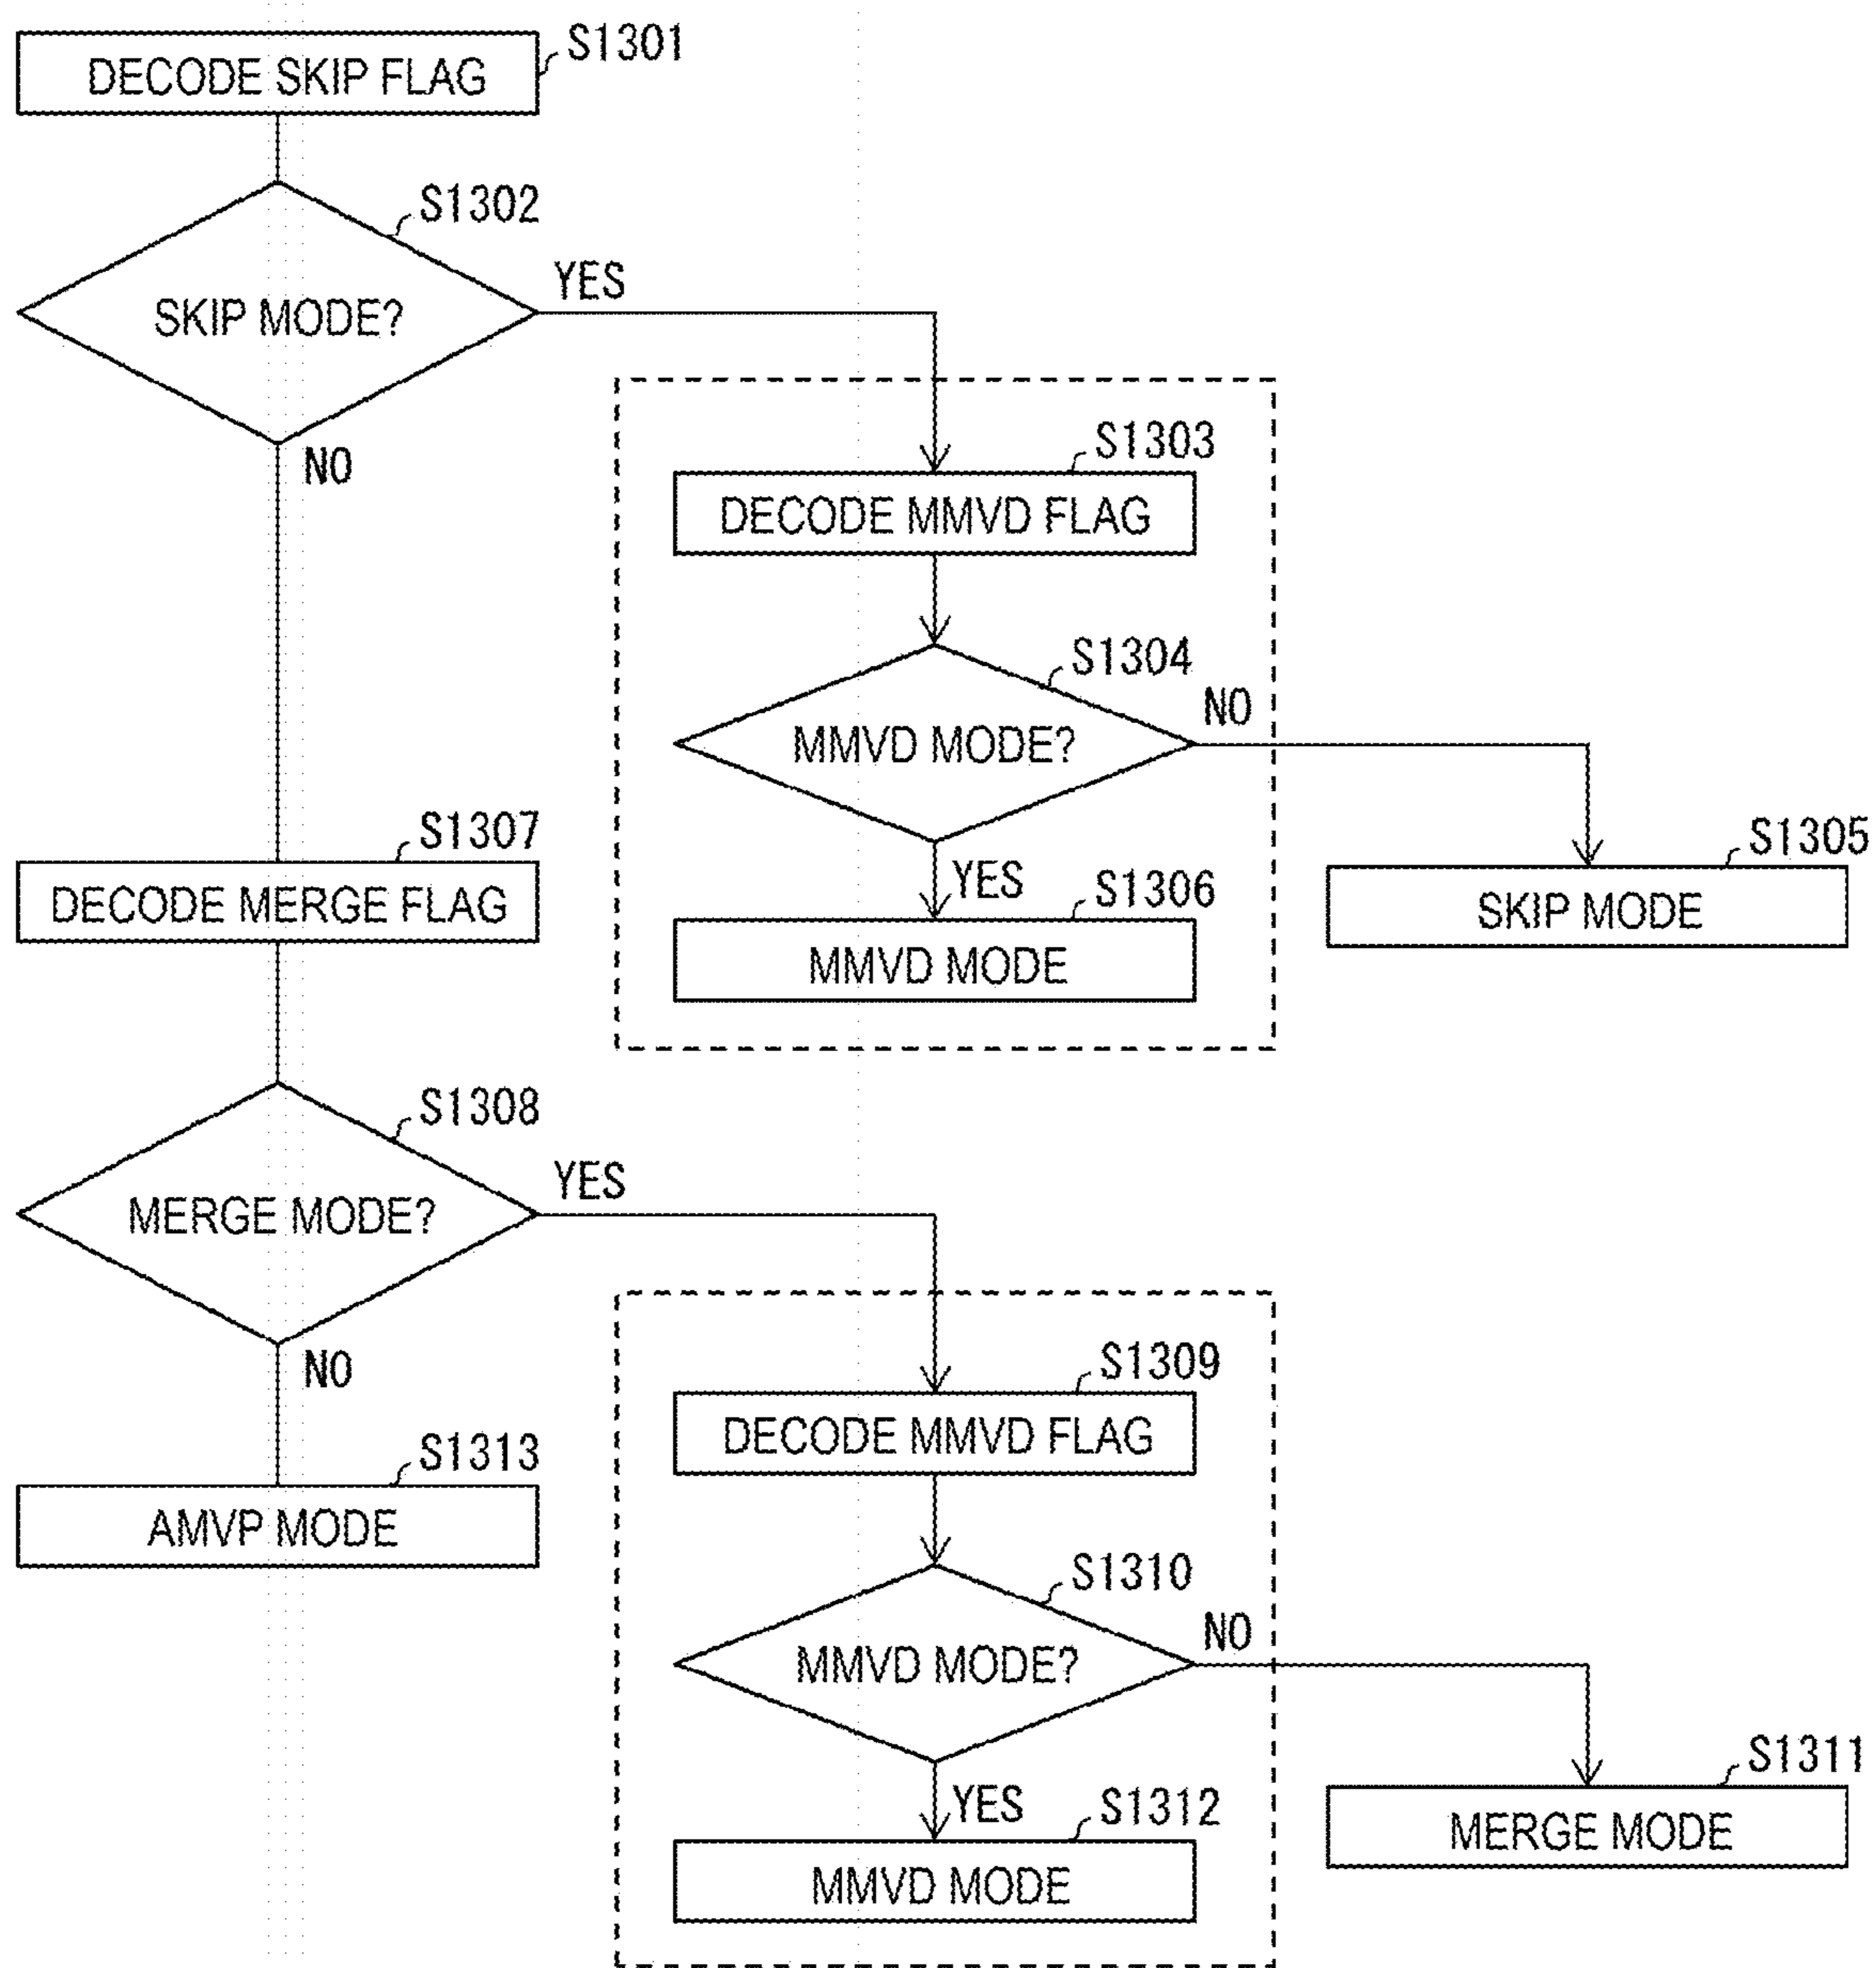 S1301
DECODE SKIP FLAG
S1302
SKIP MODE?
YES
NO
S1303
DECODE MMVD FLAG
S1304
MMVD MODE?
NO
YES
S1305
SKIP MODE
S1306
MMVD MODE
S1307
DECODE MERGE FLAG
S1308
MERGE MODE?
YES
NO
S1309
DECODE MMVD FLAG
S1310
MMVD MODE?
NO
YES
S1311
MERGE MODE
S1312
MMVD MODE
S1313
AMVP MODE